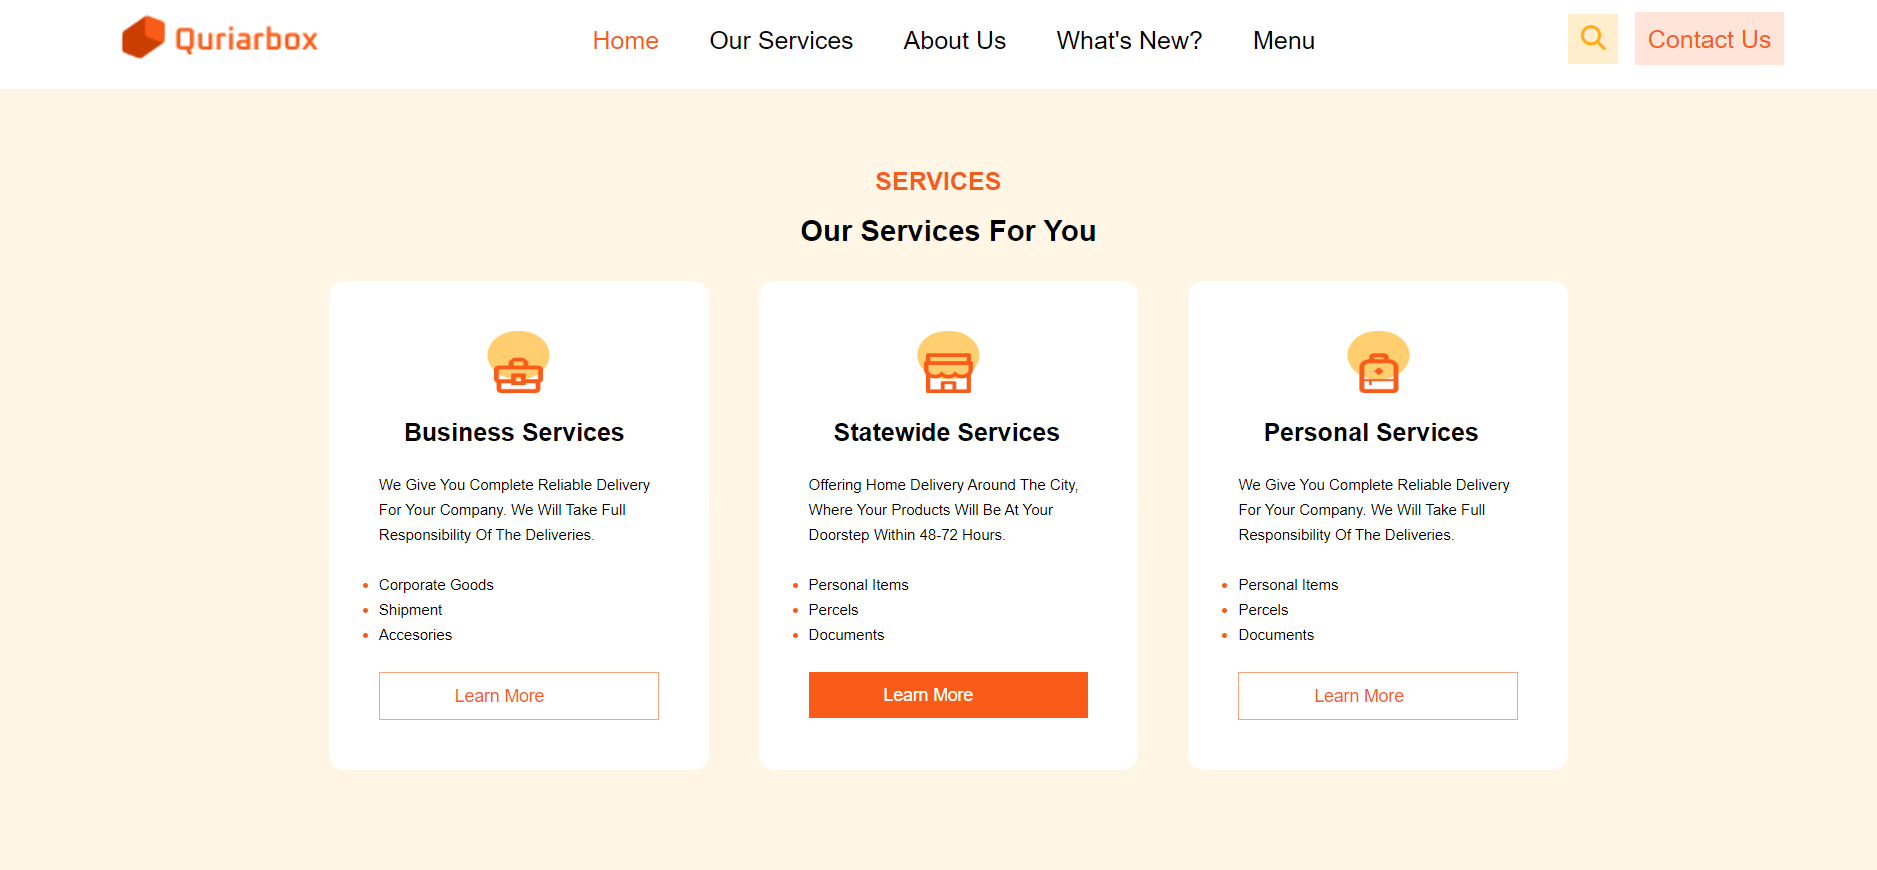 Quriarbox
Home
Our Services
About Us
What's New?
Menu
Contact Us
SERVICES
Our Services For You
Business Services
We Give You Complete Reliable Delivery
For Your Company. We Will Take Full
Responsibility Of The Deliveries.
Corporate Goods
Shipment
Accesories
Learn More
Statewide Services
Offering Home Delivery Around The City,
Where Your Products Will Be At Your
Doorstep Within 48-72 Hours.
Personal Items
Percels
Documents
Learn More
Personal Services
We Give You Complete Reliable Delivery
For Your Company. We Will Take Full
Responsibility Of The Deliveries.
Personal Items
Percels
Documents
Learn More